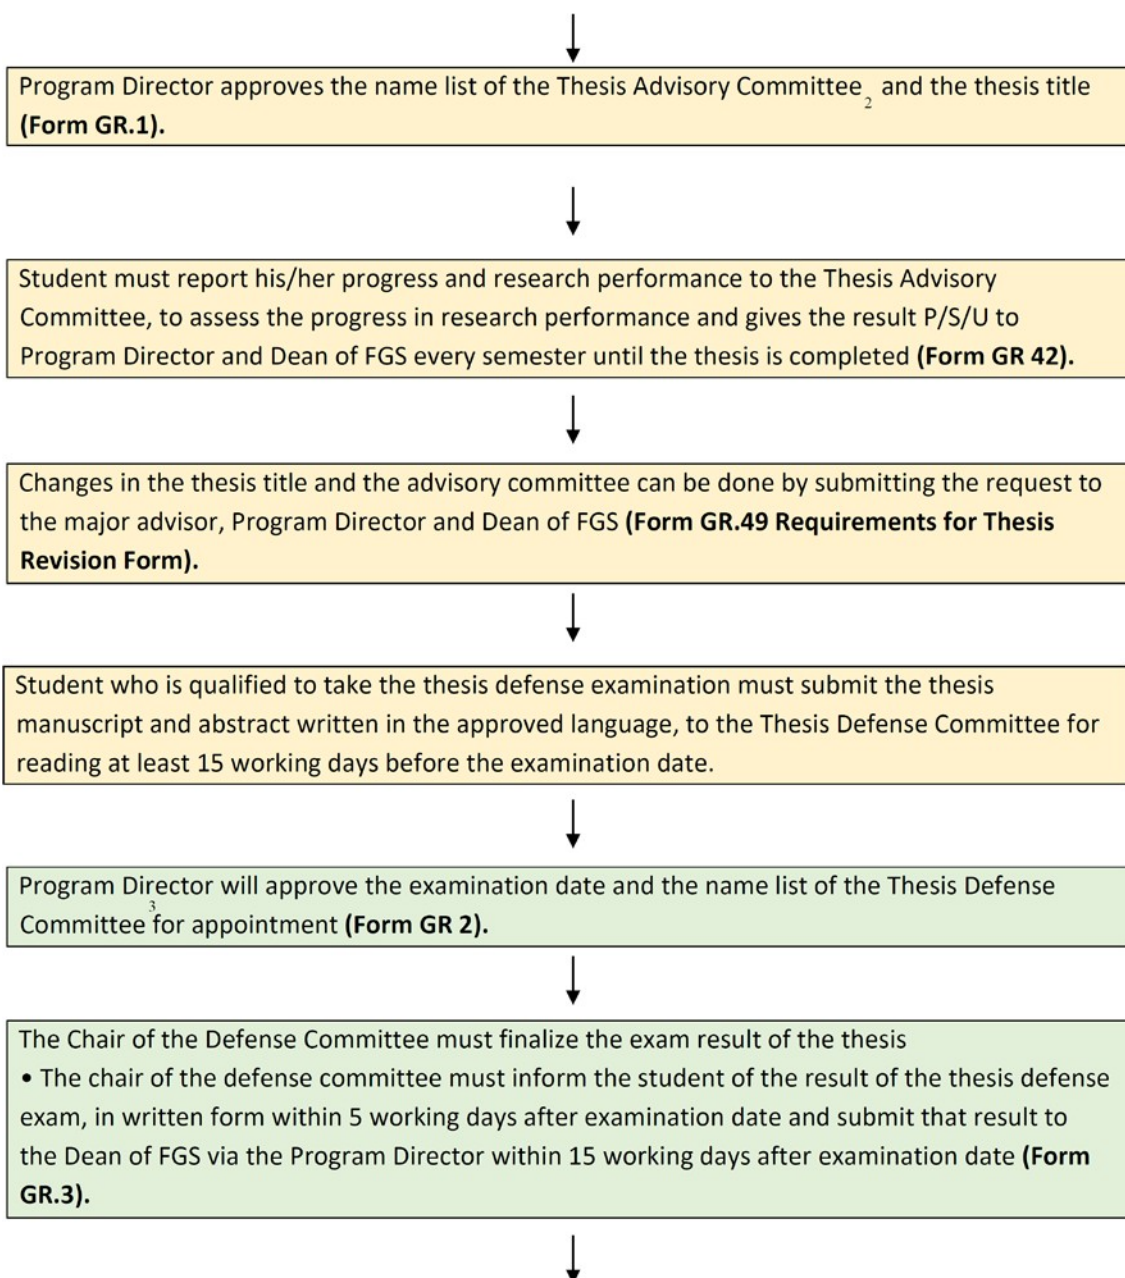 Program Director approves the name list of the Thesis Advisory Committee2 and the thesis title
(Form GR.1).
Student must report his/her progress and research performance to the Thesis Advisory
Committee, to assess the progress in research performance and gives the result P/S/U to
Program Director and Dean of FGS every semester until the thesis is completed (Form GR 42).
Changes in the thesis title and the advisory committee can be done by submitting the request to
the major advisor, Program Director and Dean of FGS (Form GR.49 Requirements for Thesis
Revision Form).
Student who is qualified to take the thesis defense examination must submit the thesis
manuscript and abstract written in the approved language, to the Thesis Defense Committee for
reading at least 15 working days before the examination date.
Program Director will approve the examination date and the name list of the Thesis Defense
Committee3 for appointment (Form GR 2).
The Chair of the Defense Committee must finalize the exam result of the thesis
• The chair of the defense committee must inform the student of the result of the thesis defense
exam, in written form within 5 working days after examination date and submit that result to
the Dean of FGS via the Program Director within 15 working days after examination date (Form
GR.3).